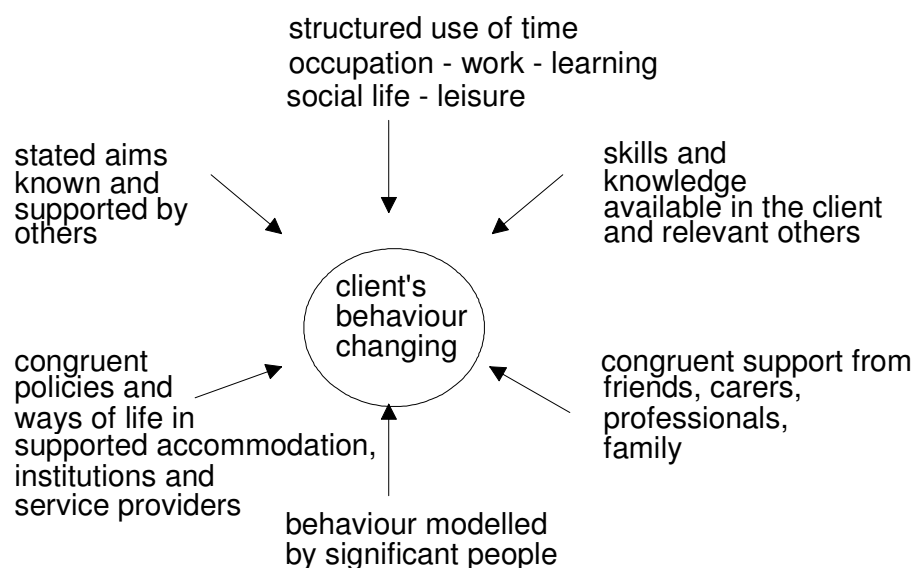 structured use of time
occupation - work - learning
social life - leisure
stated aims
known and
supported by
others
skills and
knowledge
available in the client
and relevant others
client's
behaviour
changing
congruent
policies and
ways of life in
supported accommodation,
institutions and
service providers
congruent support from
friends, carers,
professionals,
family
behaviour modelled
by significant people